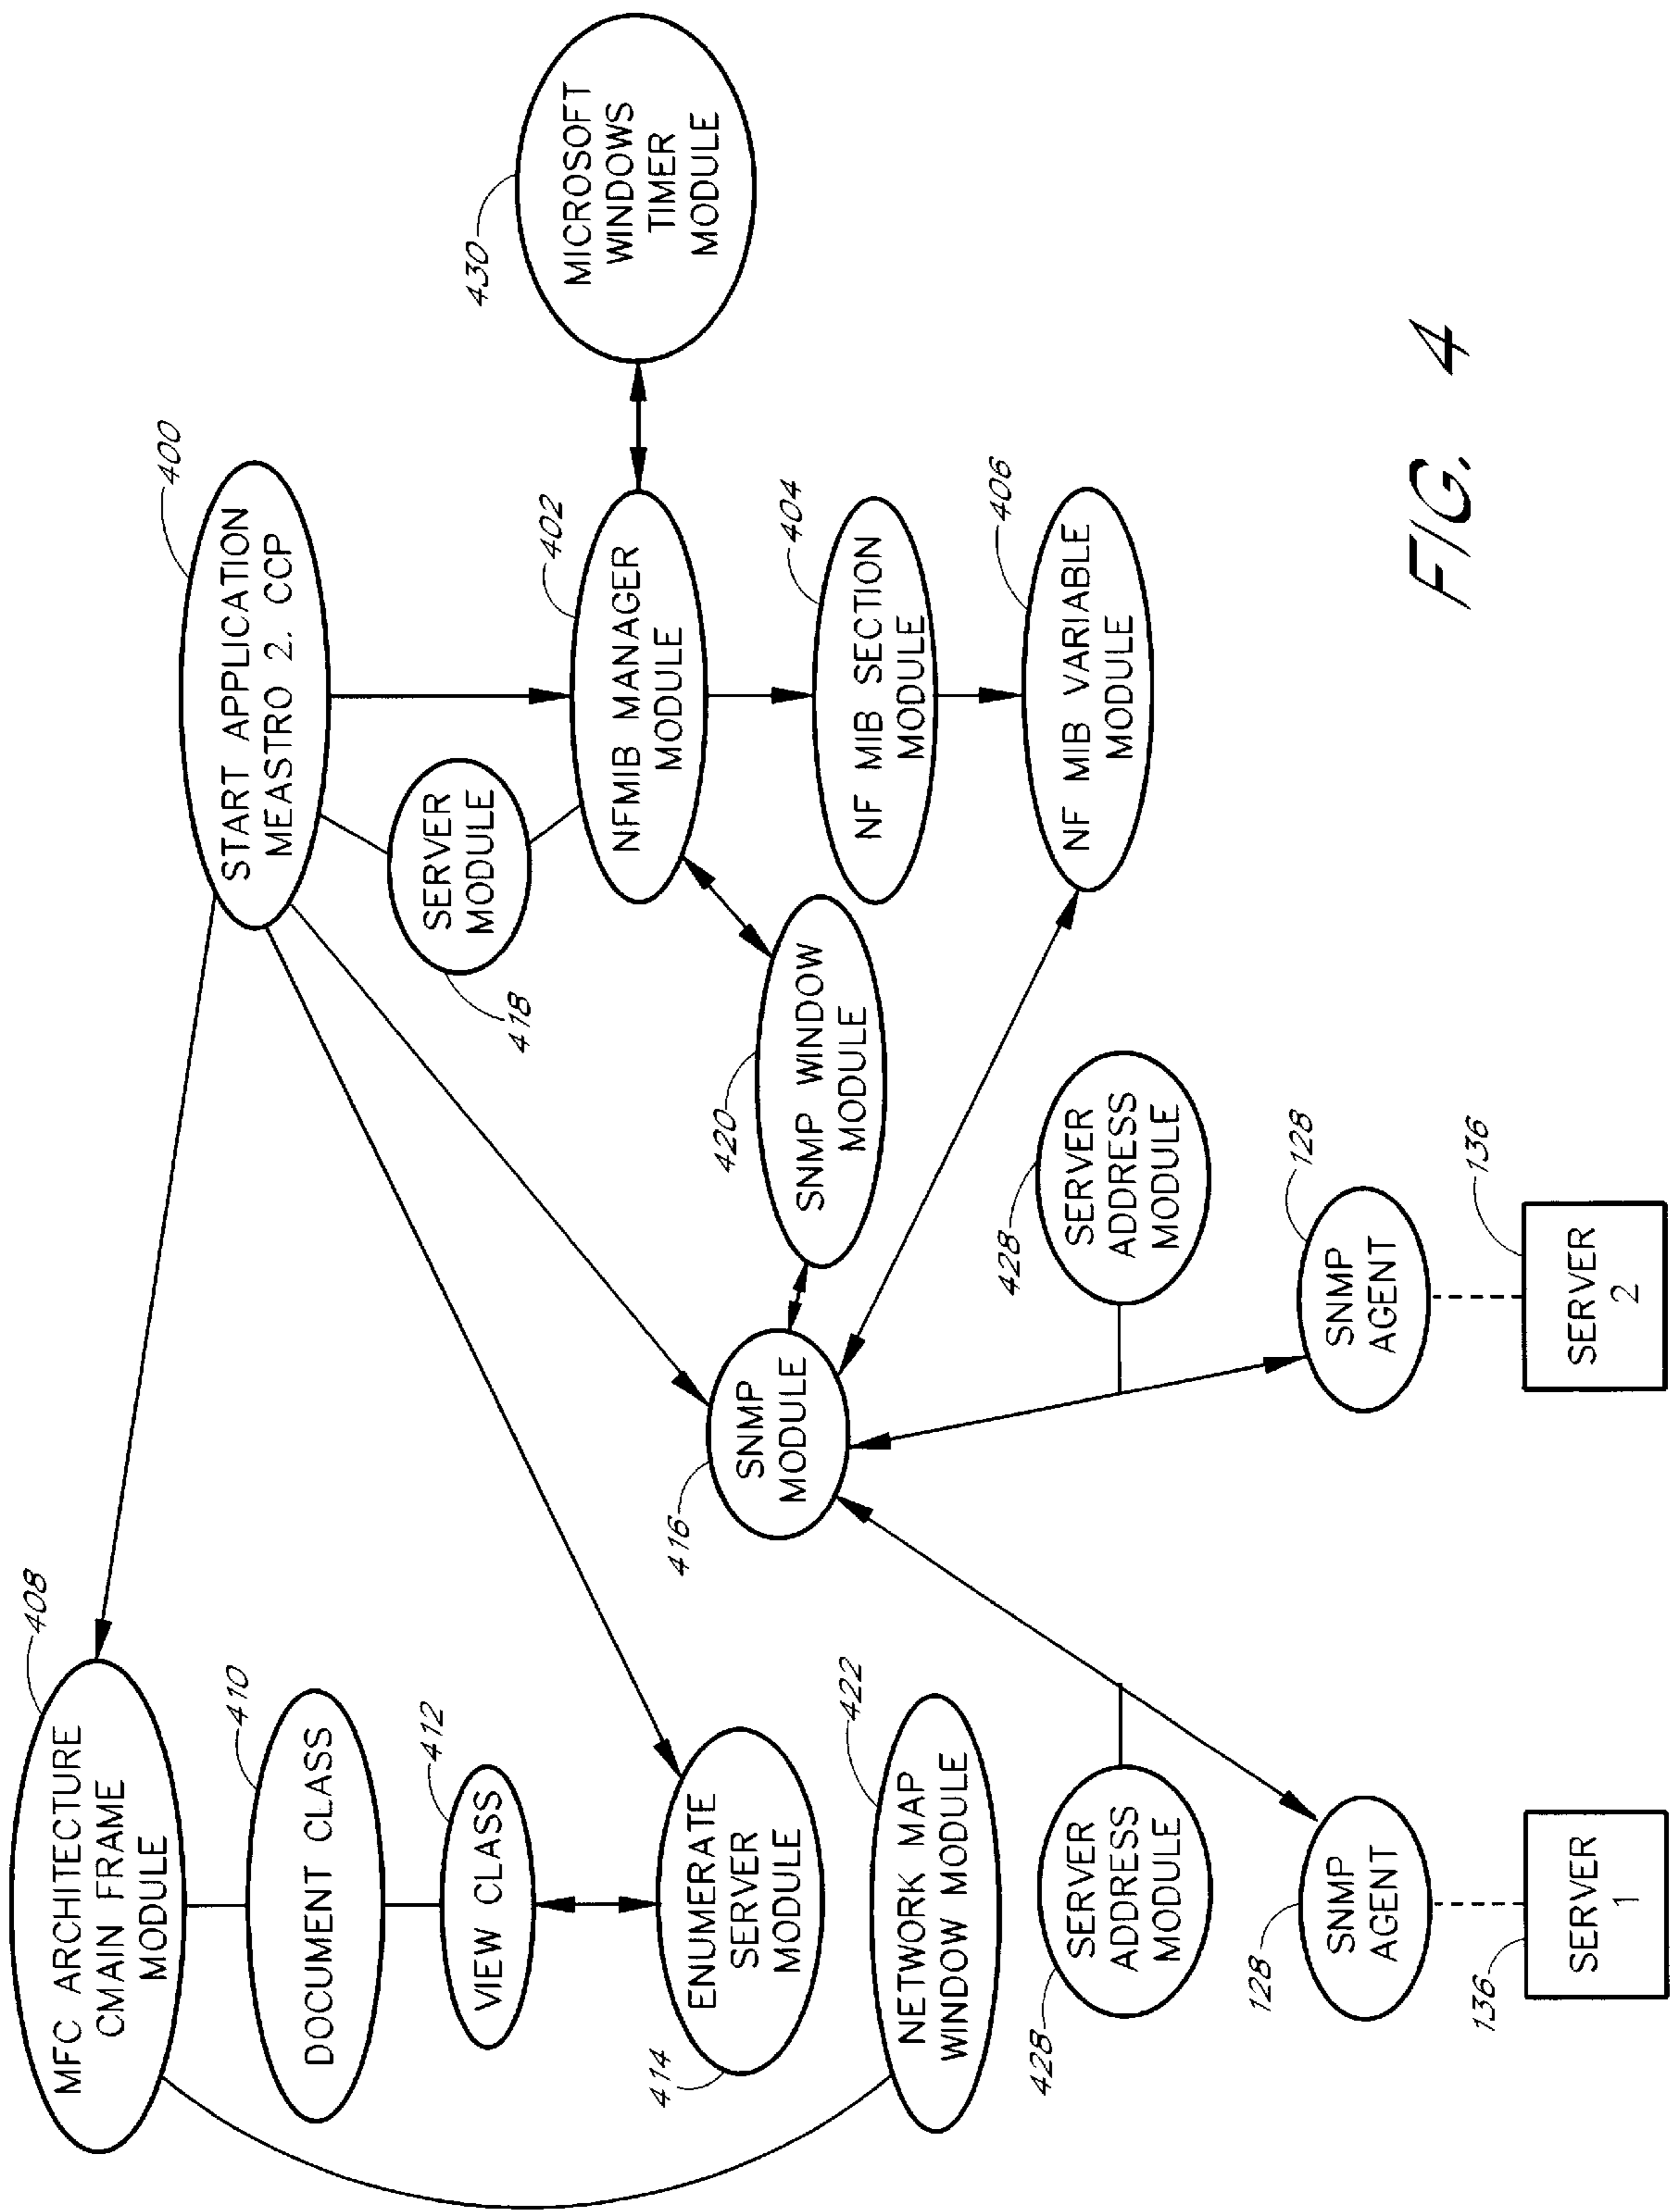 408
MFC ARCHITECTURE
CMAIN FRAME
MODULE
410
DOCUMENT CLASS
412
VIEW CLASS
414
ENUMERATE
SERVER
MODULE
422
NETWORK MAP
WINDOW MODULE
428
SERVER
ADDRESS
MODULE
128
SNMP
AGENT
136
SERVER
1
400
START APPLICATION
MEASTRO 2. CCP
418
SERVER
MODULE
402
NFMIB MANAGER
MODULE
430
MICROSOFT
WINDOWS
TIMER
MODULE
404
NF MIB SECTION
MODULE
406
NF MIB VARIABLE
MODULE
420
SNMP WINDOW
MODULE
416
SNMP
MODULE
428
SERVER
ADDRESS
MODULE
128
SNMP
AGENT
136
SERVER
2
FIG. 4